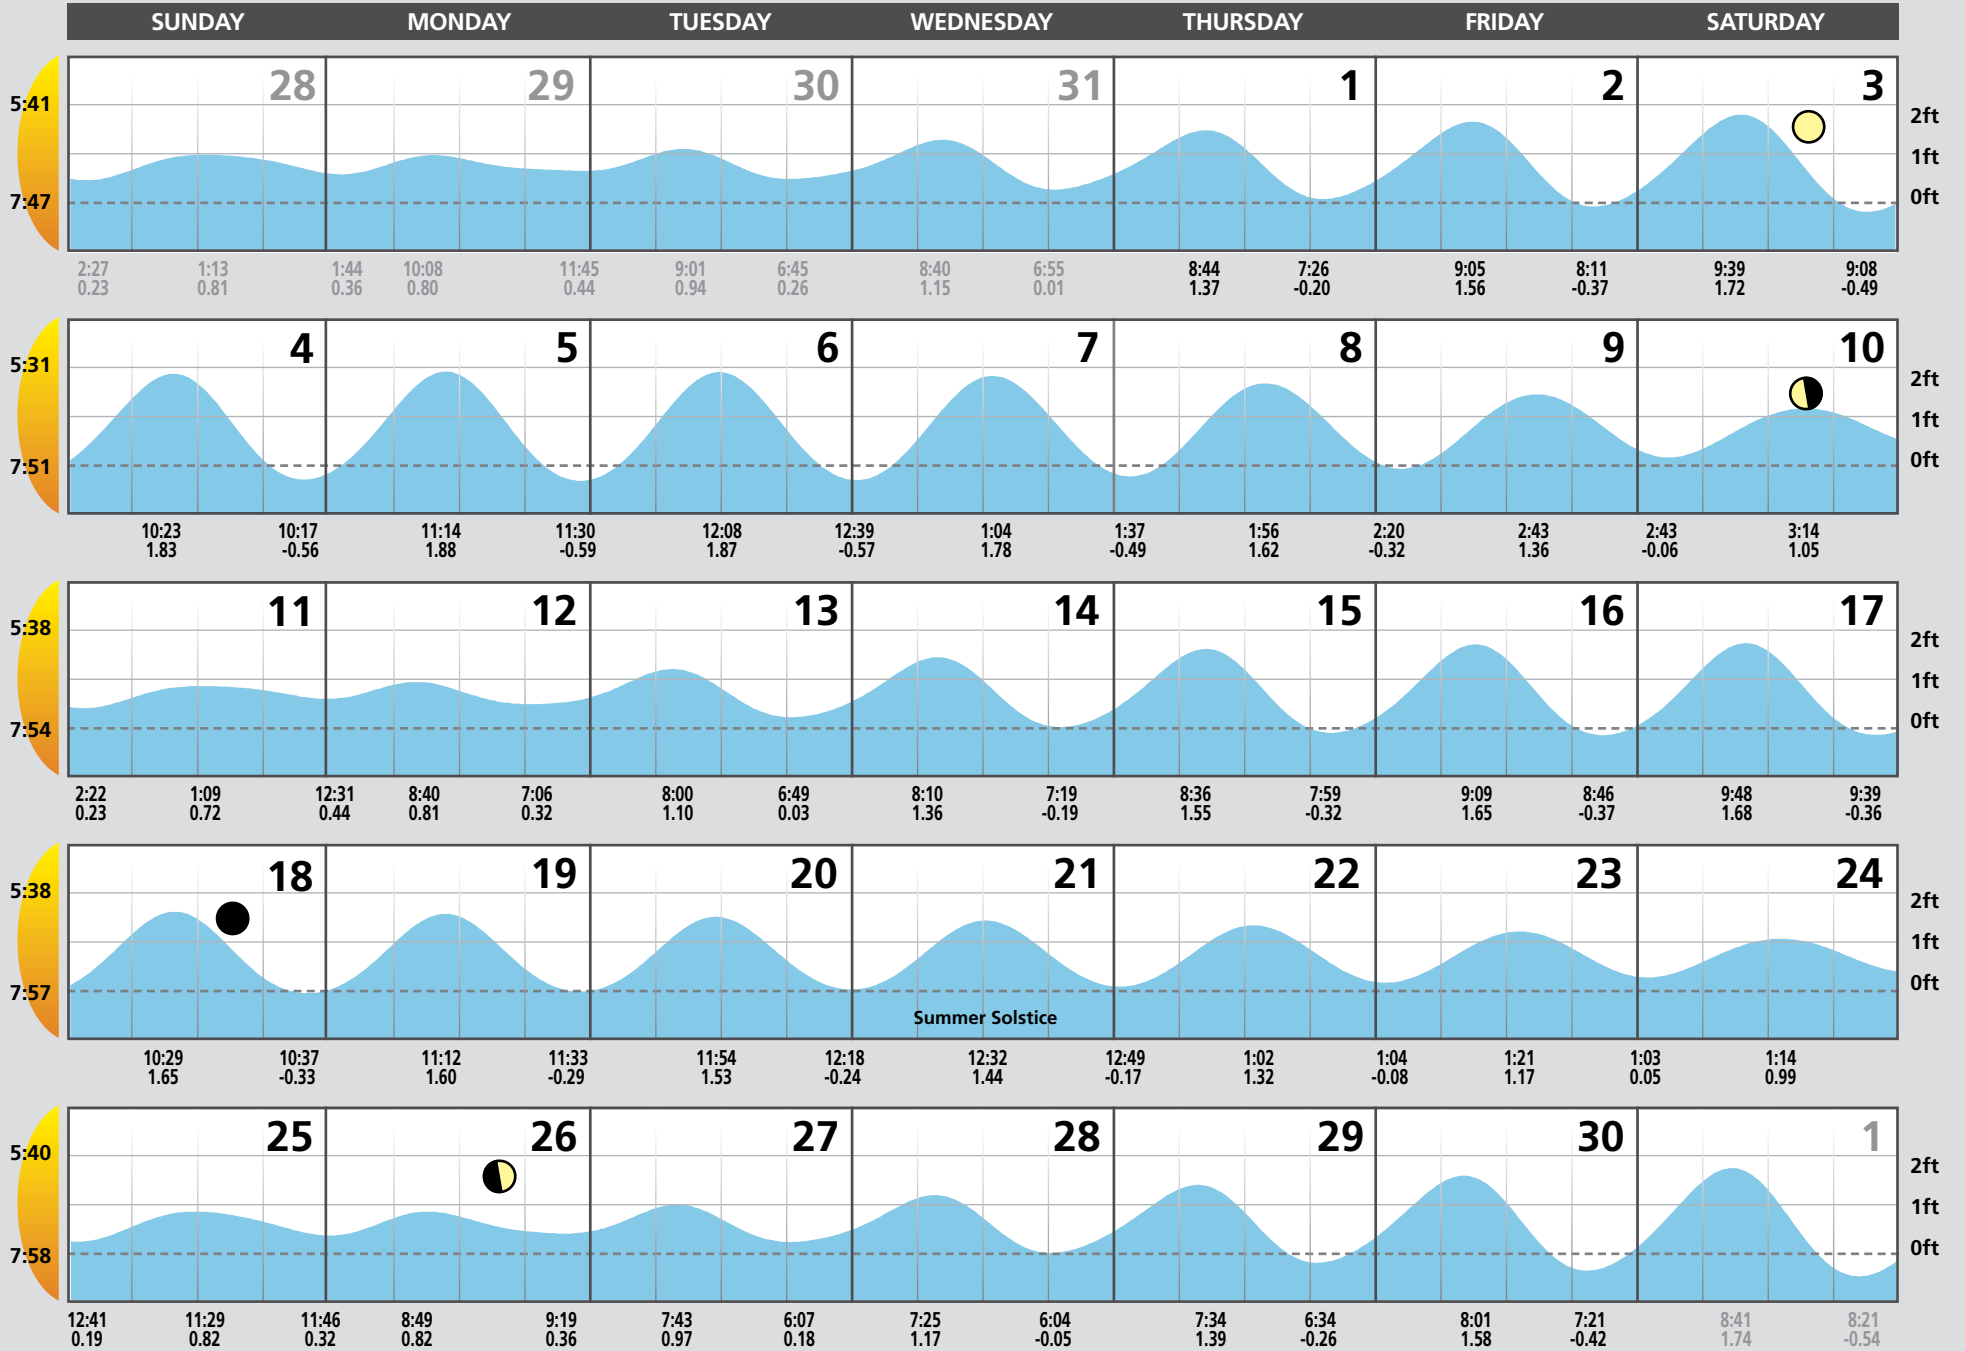 SUNDAY MONDAY TUESDAY WEDNESDAY THURSDAY FRIDAY SATURDAY
28 29 30 31 1 2 3
5:41
2ft
1ft
7:47
0ft
2:27 1:13 1:44 10:08 11:45 9:01 6:45 8:40 6:55 8:44 7:26 9:05 8:11 9:39 9:08
0.23 0.81 0.36 0.80 0.44 0.94 0.26 1.15 0.01 1.37 -0.20 1.56 -0.37 1.72 -0.49
4 5 6 7 8 9 10
5:31
2ft
1ft
7:51
0ft
10:23 10:17 11:14 11:30 12:08 12:39 1:04 1:37 1:56 2:20 2:43 2:43 3:14
1.83 -0.56 1.88 -0.59 1.87 -0.57 1.78 -0.49 1.62 -0.32 1.36 -0.06 1.05
11 12 13 14 15 16 17
5:38
2ft
1ft
7:54
0ft
2:22 1:09 12:31 8:40 7:06 8:00 6:49 8:10 7:19 8:36 7:59 9:09 8:46 9:48 9:39
0.23 0.72 0.44 0.81 0.32 1.10 0.03 1.36 -0.19 1.55 -0.32 1.65 -0.37 1.68 -0.36
18 19 20 21 22 23 24
5:38
2ft
1ft
7:57
0ft
Summer Solstice
10:29 10:37 11:12 11:33 11:54 12:18 12:32 12:49 1:02 1:04 1:21 1:03 1:14
1.65 -0.33 1.60 -0.29 1.53 -0.24 1.44 -0.17 1.32 -0.08 1.17 0.05 0.99
25 26 27 28 29 30 1
5:40
2ft
1ft
7:58
0ft
12:41 11:29 11:46 8:49 9:19 7:43 6:07 7:25 6:04 7:34 6:34 8:01 7:21 8:41 8:21
0.19 0.82 0.32 0.82 0.36 0.97 0.18 1.17 -0.05 1.39 -0.26 1.58 -0.42 1.74 -0.54